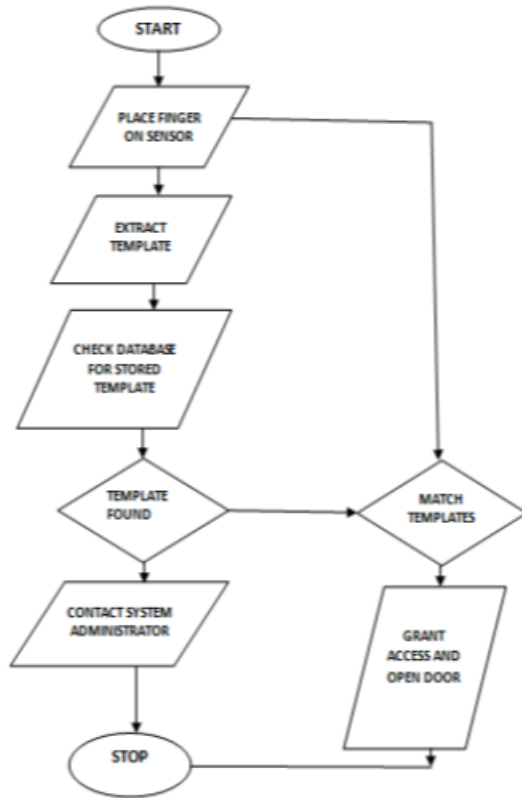 START
PLACE FINGER
ON SENSOR
EXTRACT
TEMPLATE
CHECK DATABASE
FOR STORED
TEMPLATE
TEMPLATE
FOUND
MATCH
TEMPLATES
CONTACT SYSTEM
ADMINISTRATOR
GRANT
ACCESS AND
OPEN DOOR
STOP